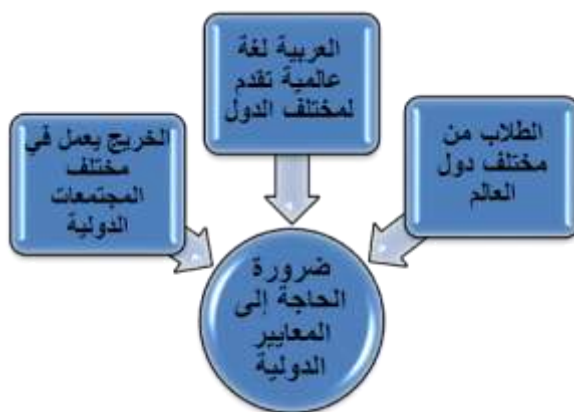 الطلاب من
مختلف دول
العالم
العربية لغة
عالمية تقدم
لمختلف الدول
الخريج يعمل في
مختلف
المجتمعات
الدولية
ضرورة
الحاجة إلى
المعايير
الدولية